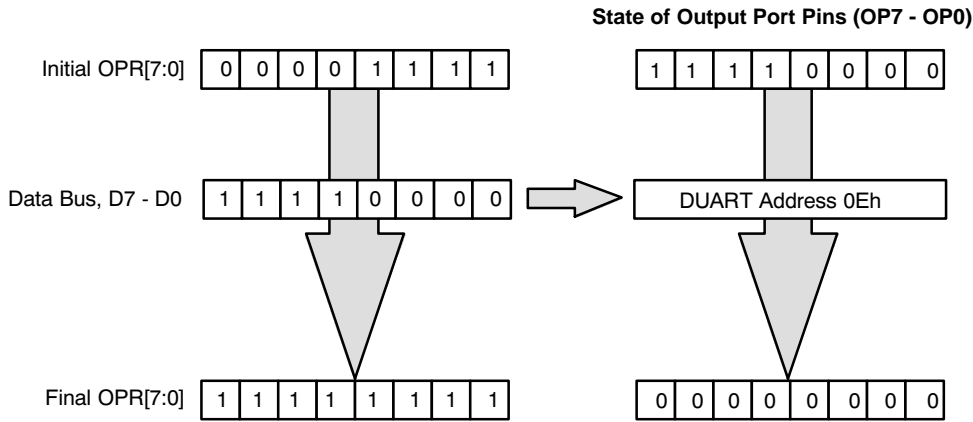 State of Output Port Pins (OP7 - OP0)
Initial OPR[7:0] 0 0 0 0 1 1 1 1 1 1 1 1 0 0 0 0
Data Bus, D7 - D0 1 1 1 1 0 0 0 0 DUART Address 0Eh
Final OPR[7:0] 1 1 1 1 1 1 1 1 0 0 0 0 0 0 0 0